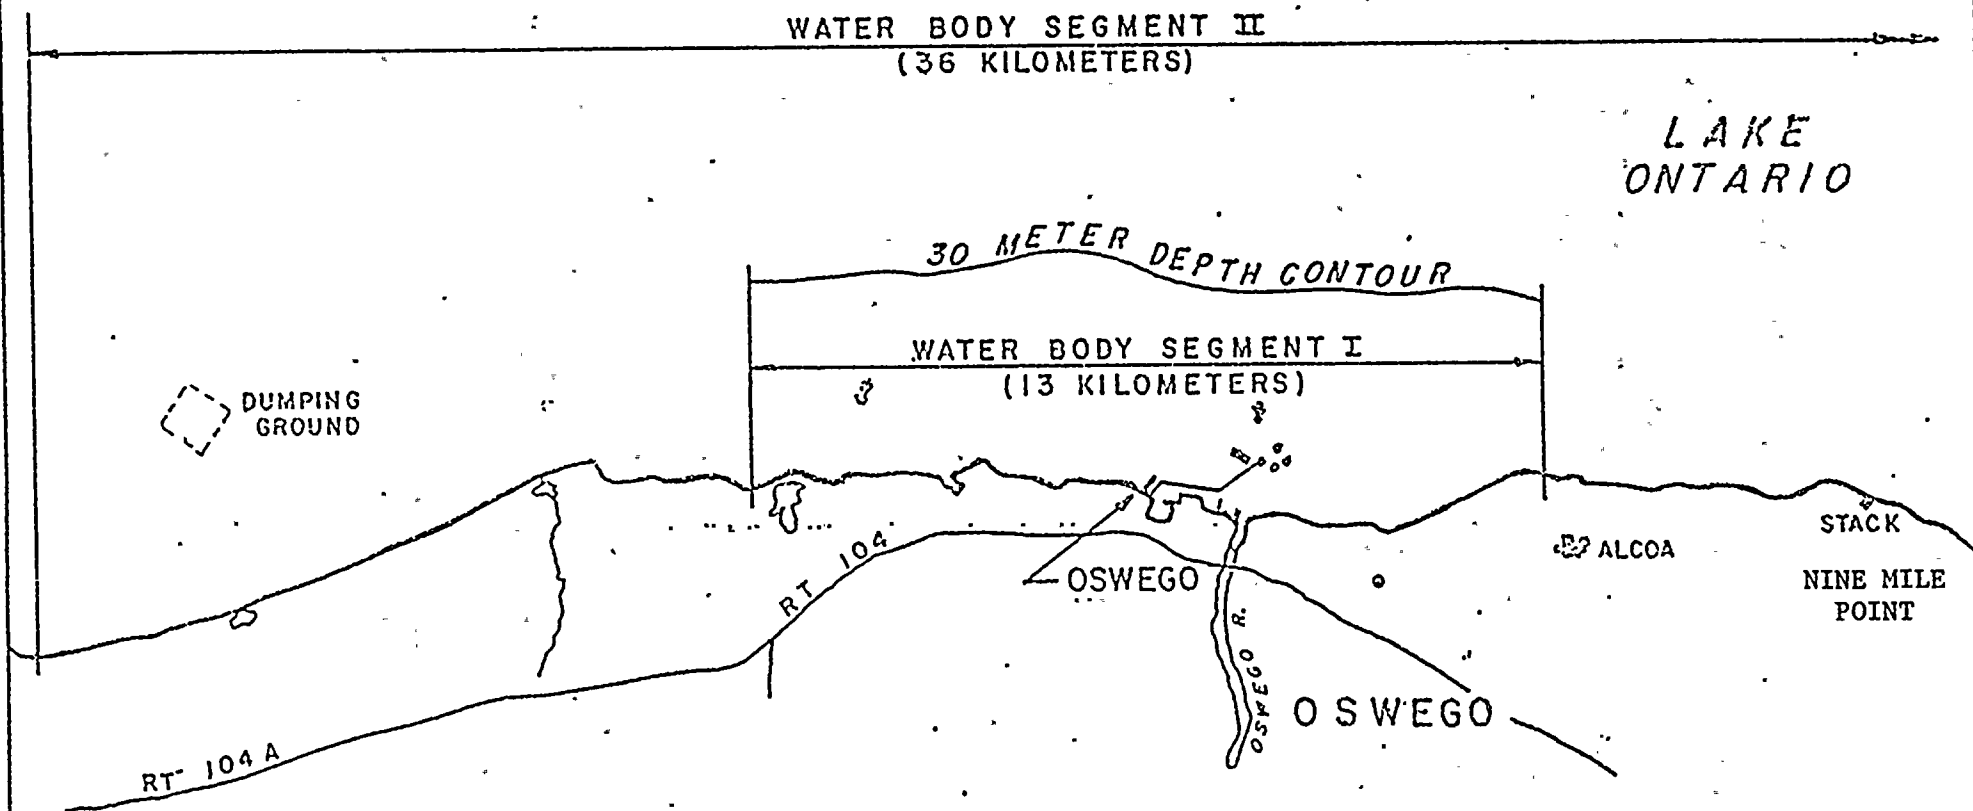 WATER BODY SEGMENT II
(36 KILOMETERS)
LAKE
ONTARIO
30 METER DEPTH CONTOUR
WATER BODY SEGMENT I
(13 KILOMETERS)
DUMPING
GROUND
STACK
ALCOA
RT 104
OSWEGO
NINE MILE
POINT
OSWEGO R.
OSWEGO
RT 104 A